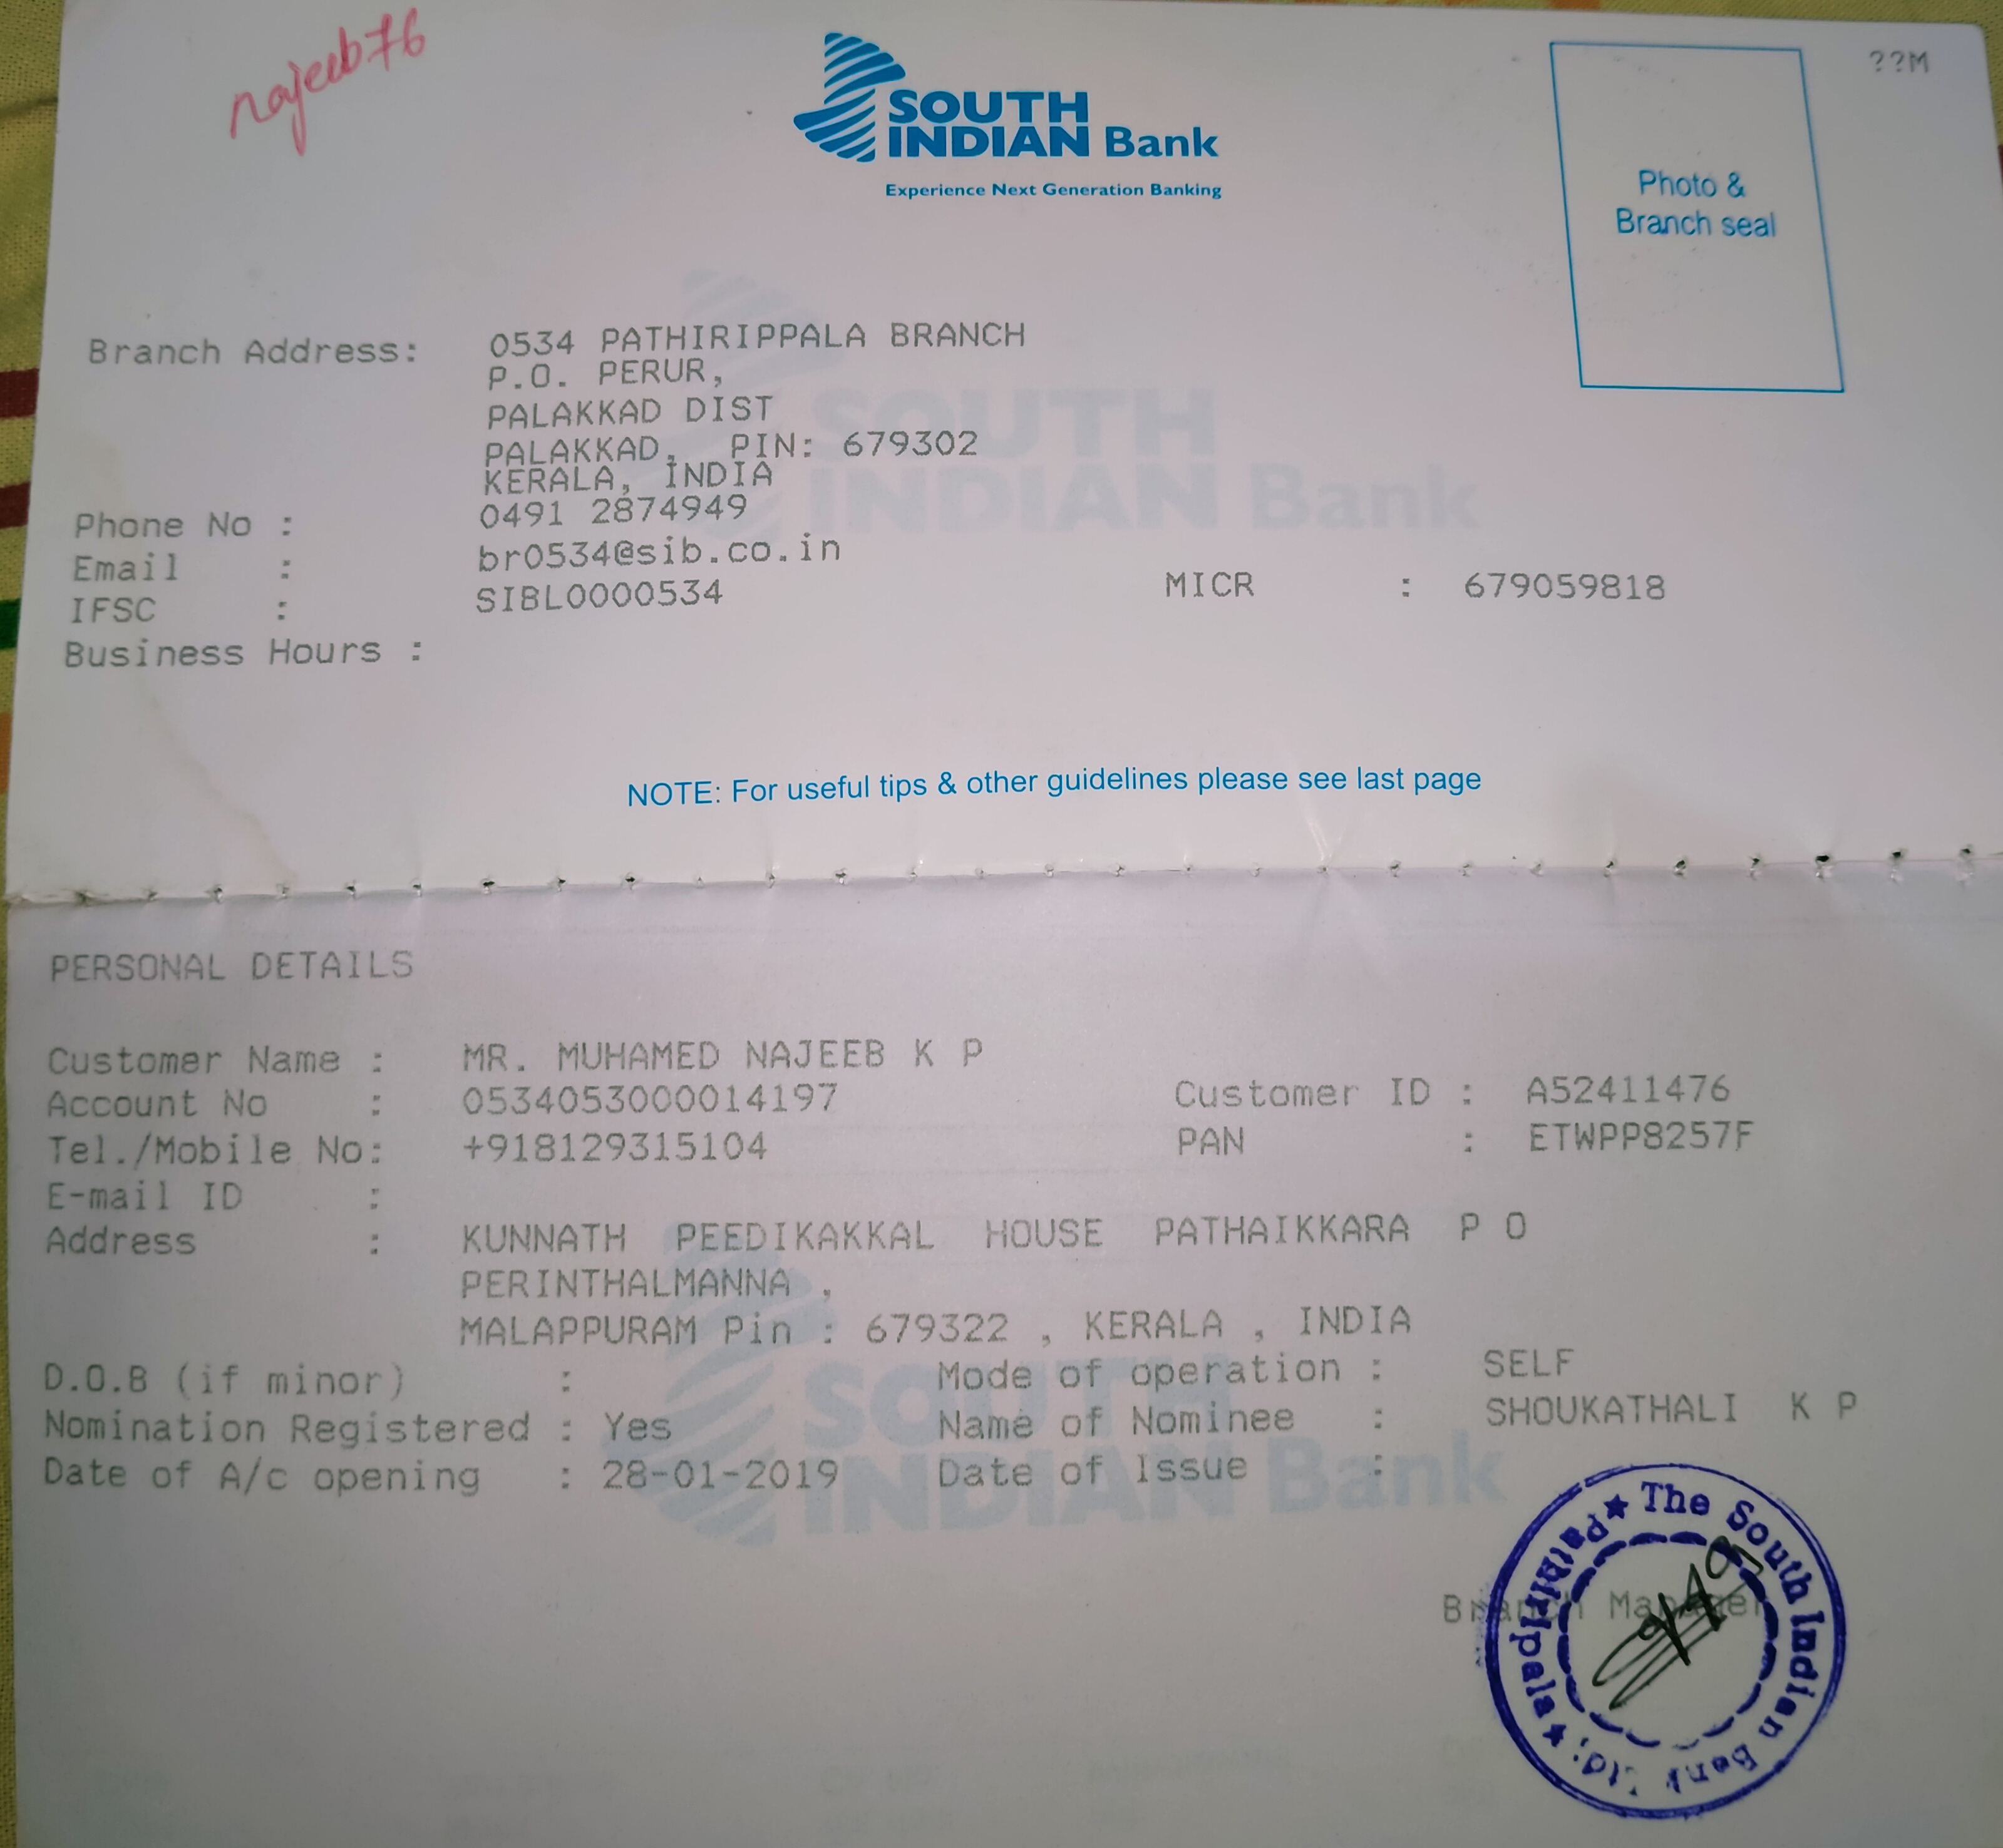 najeeb76
??M
SOUTH
INDIAN Bank
Experience Next Generation Banking
Photo &
Branch seal
Branch Address: 0534 PATHIRIPPALA BRANCH
P.O. PERUR,
PALAKKAD DIST
PALAKKAD, PIN: 679302
KERALA, INDIA
Phone No : 0491 2874949
Email : br0534@sib.co.in
IFSC : SIBL0000534 MICR : 679059818
Business Hours :
NOTE: For useful tips & other guidelines please see last page
PERSONAL DETAILS
Customer Name : MR. MUHAMED NAJEEB K P
Account No : 0534053000014197 Customer ID : A52411476
Tel./Mobile No: +918129315104 PAN : ETWPP8257F
E-mail ID :
Address : KUNNATH PEEDIKAKKAL HOUSE PATHAIKKARA P O
PERINTHALMANNA ,
MALAPPURAM Pin : 679322 , KERALA , INDIA
D.O.B (if minor) : Mode of operation : SELF
Nomination Registered : Yes Name of Nominee : SHOUKATHALI K P
Date of A/c opening : 28-01-2019 Date of Issue :
Branch Manager
The South Indian Bank Ltd. Pathiripala